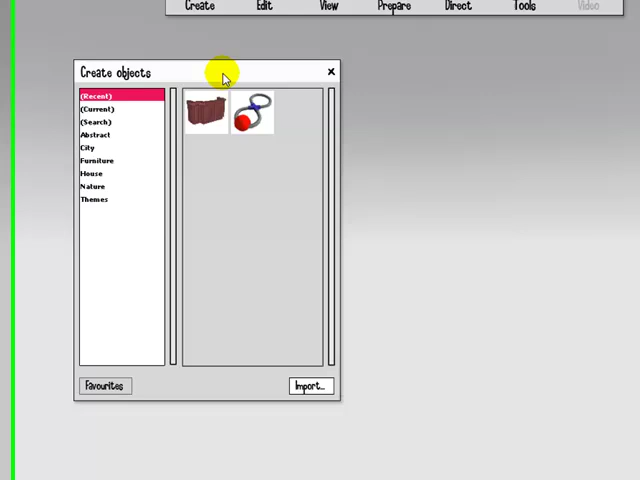 Create Edit View Prepare Direct Tools Video
Create objects
(Recent)
(Current)
(Search)
Abstract
City
Furniture
House
Nature
Themes
Favourites Import...